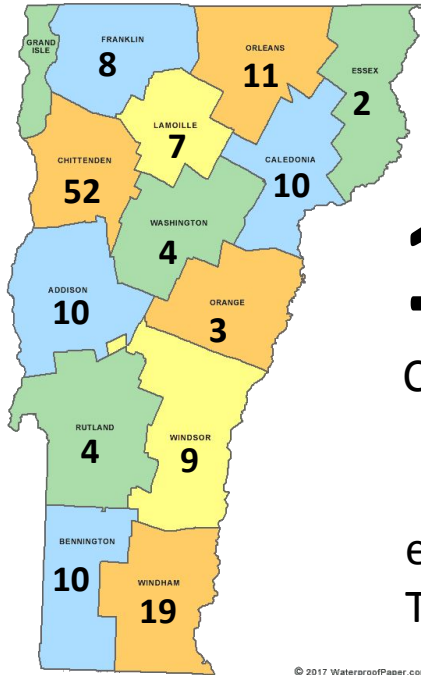 GRAND
ISLE
FRANKLIN
8
ORLEANS
11
ESSEX
2
LAMOILLE
7
CHITTENDEN
52
CALEDONIA
10
WASHINGTON
4
ADDISON
10
ORANGE
3
RUTLAND
4
WINDSOR
9
BENNINGTON
10
WINDHAM
19
© 2017 WaterproofPaper.com